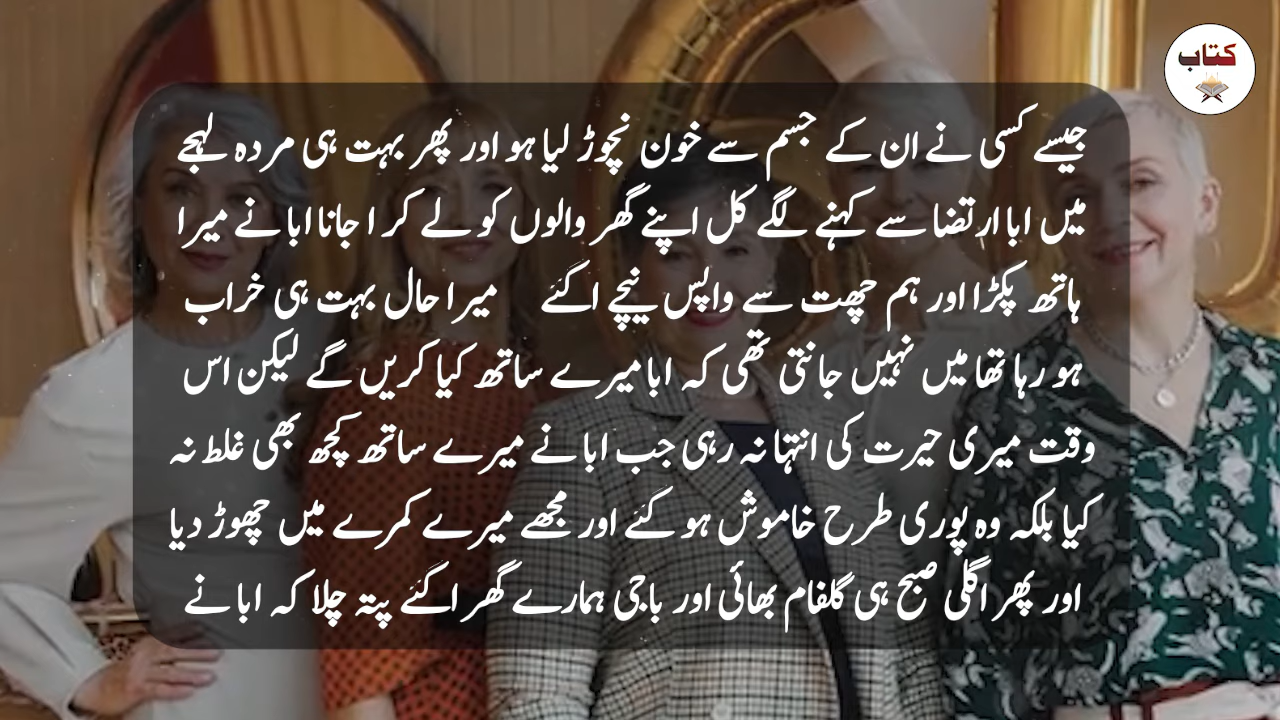 کتاب
جیسے کسی نے ان کے جسم سے خون نچوڑ لیا ہو اور پھر بہت ہی مردہ لہجے
میں ابا ارتضا سے کہنے لگے کل اپنے گھر والوں کو لے کر ا جانا ابا نے میرا
ہاتھ پکڑا اور ہم چھت سے واپس نیچے اگئے میرا حال بہت ہی خراب
ہو رہا تھا میں نہیں جانتی تھی کہ ابا میرے ساتھ کیا کریں گے لیکن اس
وقت میری حیرت کی انتہا نہ رہی جب ابا نے میرے ساتھ کچھ بھی غلط نہ
کیا بلکہ وہ پوری طرح خاموش ہو گئے اور مجھے میرے کمرے میں چھوڑ دیا
اور پھر اگلی صبح ہی گلفام بھائی اور باجی ہمارے گھر اگئے پتہ چلا کہ ابا نے